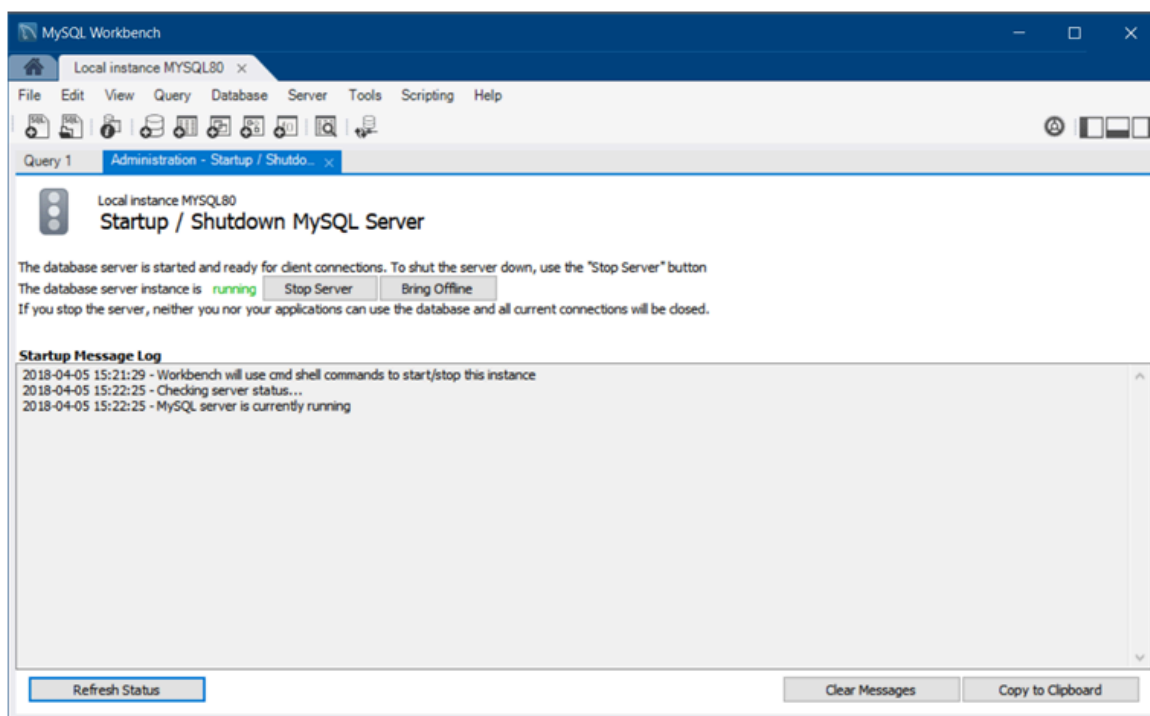 MySQL Workbench
Local instance MYSQL80 ×
File Edit View Query Database Server Tools Scripting Help
Query 1 Administration - Startup / Shutdo... ×
Local instance MYSQL80
Startup / Shutdown MySQL Server
The database server is started and ready for client connections. To shut the server down, use the "Stop Server" button
The database server instance is running Stop Server Bring Offline
If you stop the server, neither you nor your applications can use the database and all current connections will be closed.
Startup Message Log
2018-04-05 15:21:29 - Workbench will use cmd shell commands to start/stop this instance
2018-04-05 15:22:25 - Checking server status...
2018-04-05 15:22:25 - MySQL server is currently running
Refresh Status Clear Messages Copy to Clipboard